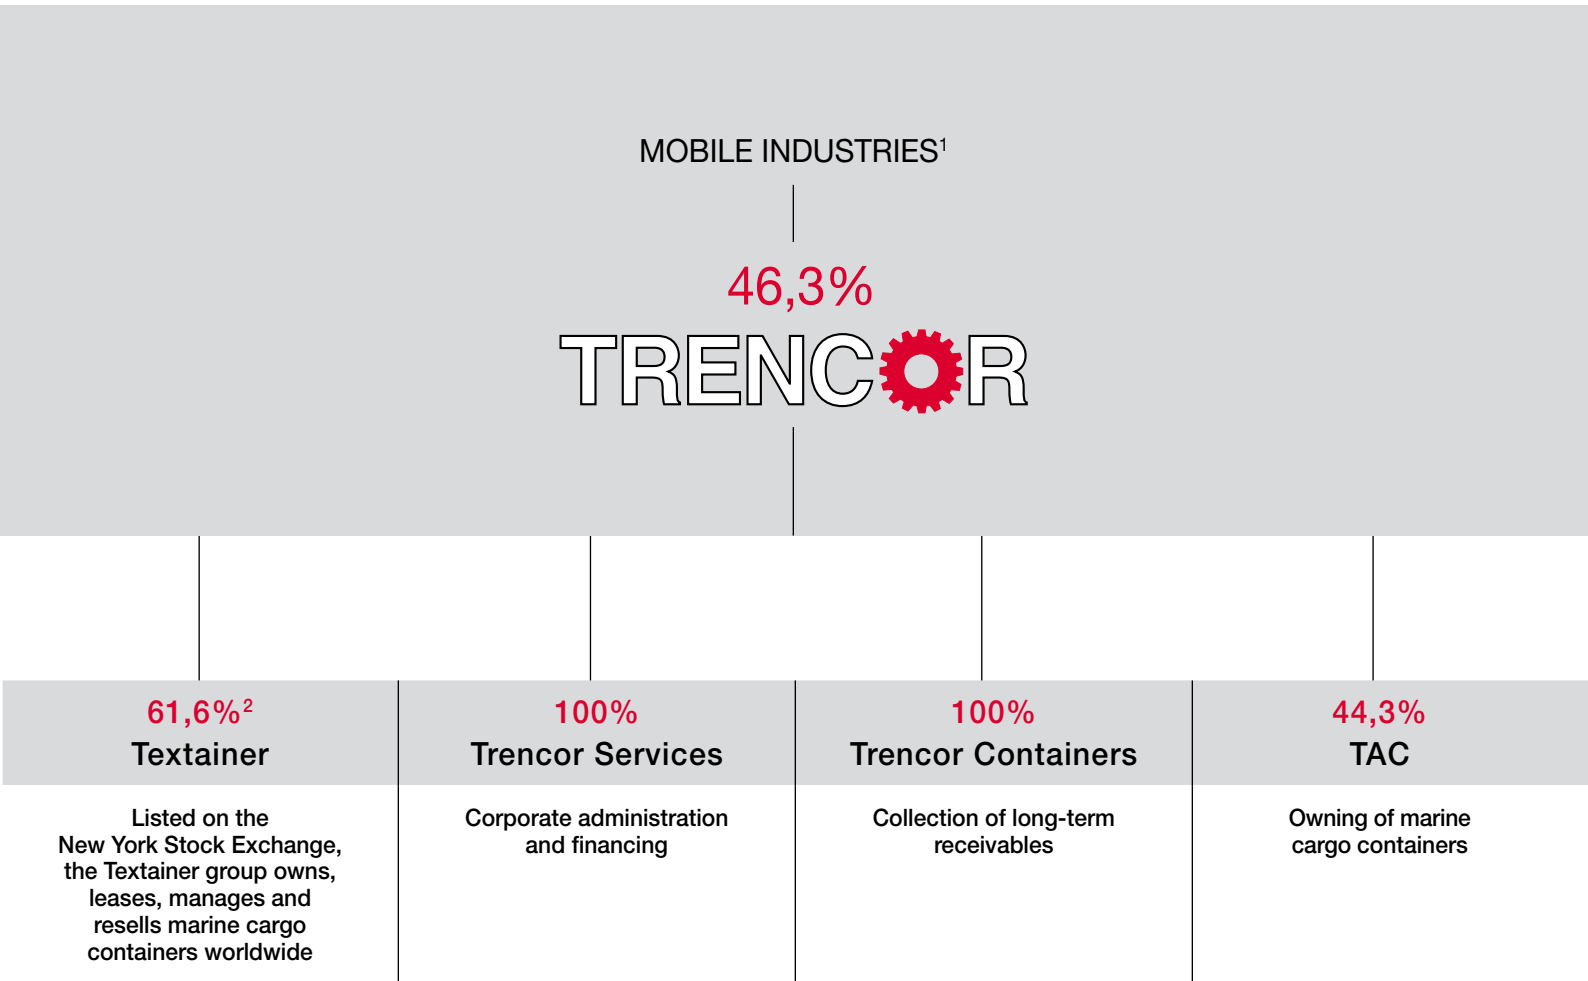 MOBILE INDUSTRIES¹
46,3%
TRENCOR
61,6%²
Textainer
Listed on the
New York Stock Exchange,
the Textainer group owns,
leases, manages and
resells marine cargo
containers worldwide
100%
Trencor Services
Corporate administration
and financing
100%
Trencor Containers
Collection of long-term
receivables
44,3%
TAC
Owning of marine
cargo containers